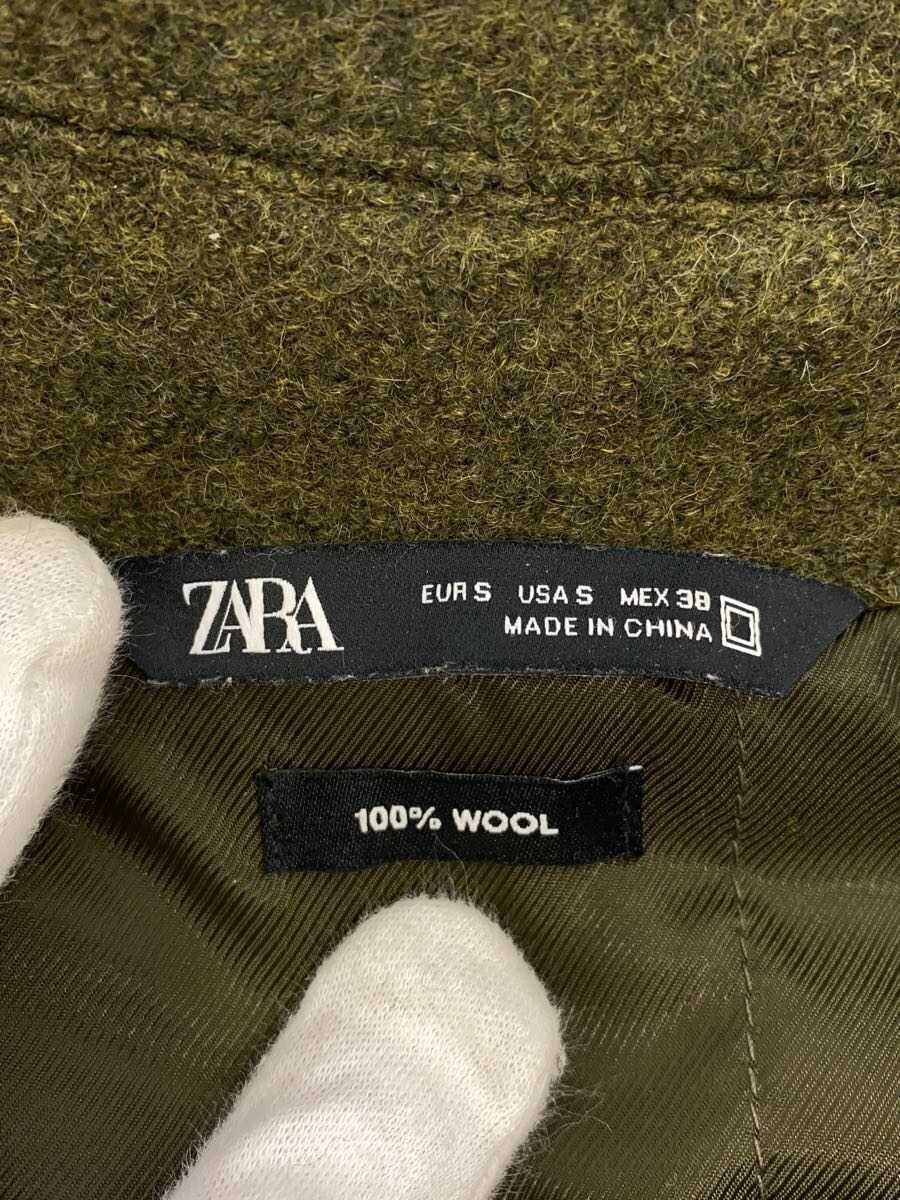 ZARA
EUR S USA S MEX 38
MADE IN CHINA
100% WOOL